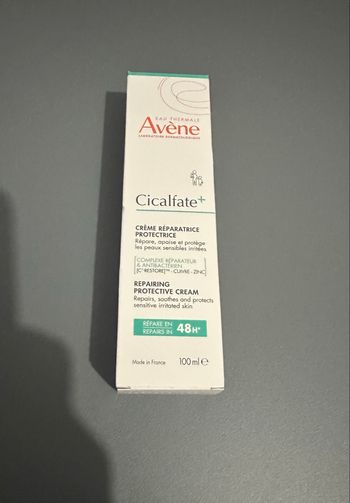 EAU THERMALE
Avène
LABORATOIRE DERMATOLOGIQUE
Cicalfate+
CRÈME RÉPARATRICE
PROTECTRICE
Répare, apaise et protège
les peaux sensibles irritées
COMPLEXE RÉPARATEUR
& ANTIBACTÉRIEN
[C+RESTORE]™ - CUIVRE - ZINC
REPAIRING
PROTECTIVE CREAM
Repairs, soothes and protects
sensitive irritated skin
RÉPARE EN
REPAIRS IN
48H*
Made in France
100 ml ℮